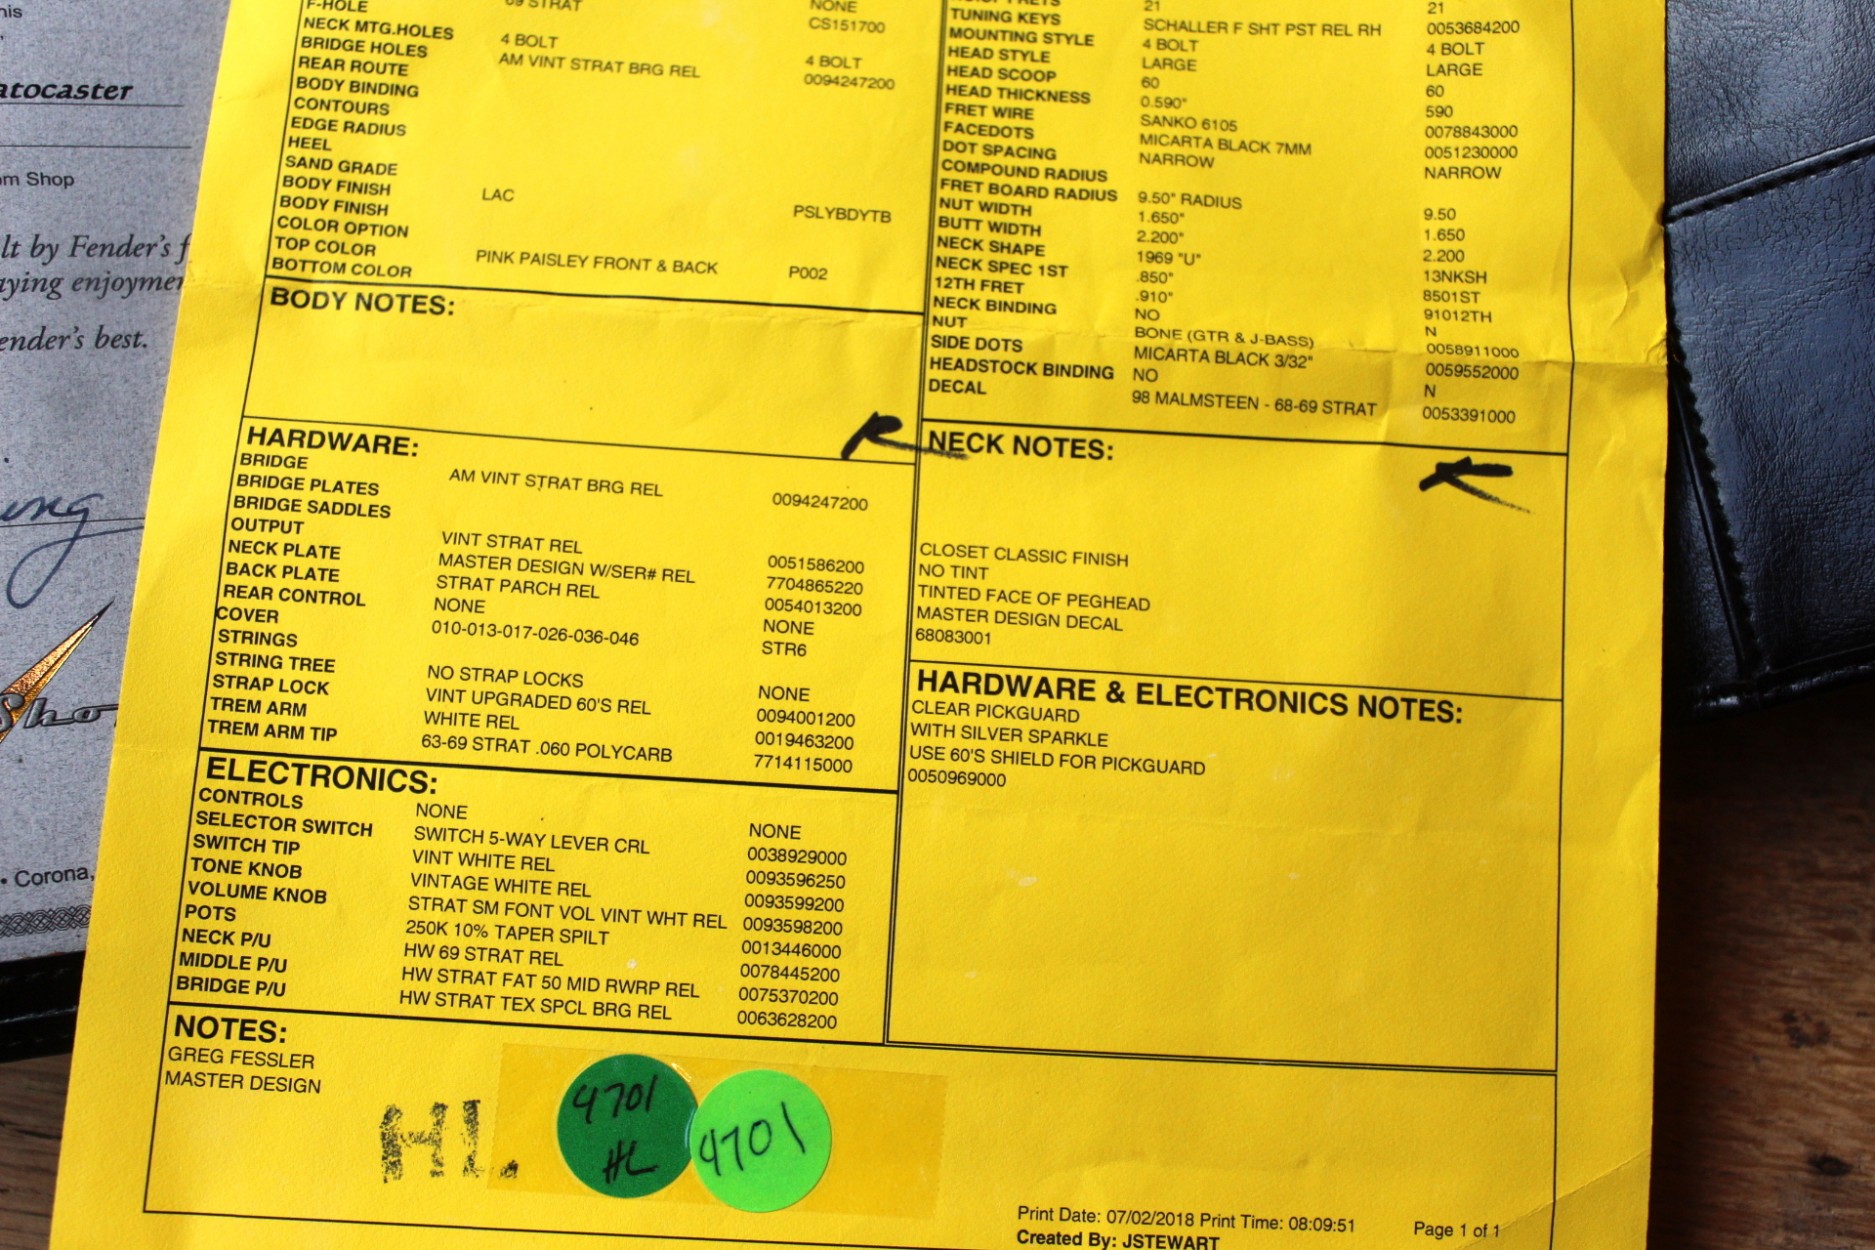 his
atocaster
om Shop
lt by Fender's f
aying enjoymen
ender's best.
Sho
• Corona,
F-HOLE 69 STRAT NONE
NECK MTG.HOLES CS151700
BRIDGE HOLES 4 BOLT 4 BOLT
REAR ROUTE AM VINT STRAT BRG REL 0094247200
BODY BINDING
CONTOURS
EDGE RADIUS
HEEL
SAND GRADE
BODY FINISH LAC
BODY FINISH PSLYBDYTB
COLOR OPTION
TOP COLOR PINK PAISLEY FRONT & BACK P002
BOTTOM COLOR
BODY NOTES:
HARDWARE:
BRIDGE AM VINT STRAT BRG REL 0094247200
BRIDGE PLATES
BRIDGE SADDLES
OUTPUT VINT STRAT REL 0051586200
NECK PLATE MASTER DESIGN W/SER# REL 7704865220
BACK PLATE STRAT PARCH REL 0054013200
REAR CONTROL NONE NONE
COVER 010-013-017-026-036-046 STR6
STRINGS
STRING TREE NO STRAP LOCKS NONE
STRAP LOCK VINT UPGRADED 60'S REL 0094001200
TREM ARM WHITE REL 0019463200
TREM ARM TIP 63-69 STRAT .060 POLYCARB 7714115000
ELECTRONICS:
CONTROLS NONE NONE
SELECTOR SWITCH SWITCH 5-WAY LEVER CRL 0038929000
SWITCH TIP VINT WHITE REL 0093596250
TONE KNOB VINTAGE WHITE REL 0093599200
VOLUME KNOB STRAT SM FONT VOL VINT WHT REL 0093598200
POTS 250K 10% TAPER SPILT 0013446000
NECK P/U HW 69 STRAT REL 0078445200
MIDDLE P/U HW STRAT FAT 50 MID RWRP REL 0075370200
BRIDGE P/U HW STRAT TEX SPCL BRG REL 0063628200
NOTES:
GREG FESSLER
MASTER DESIGN
HL
4701
HL
4701
21 21
TUNING KEYS SCHALLER F SHT PST REL RH 0053684200
MOUNTING STYLE 4 BOLT 4 BOLT
HEAD STYLE LARGE LARGE
HEAD SCOOP 60 60
HEAD THICKNESS 0.590" 590
FRET WIRE SANKO 6105 0078843000
FACEDOTS MICARTA BLACK 7MM 0051230000
DOT SPACING NARROW NARROW
COMPOUND RADIUS
FRET BOARD RADIUS 9.50" RADIUS 9.50
NUT WIDTH 1.650" 1.650
BUTT WIDTH 2.200" 2.200
NECK SHAPE 1969 "U" 13NKSH
NECK SPEC 1ST .850" 8501ST
12TH FRET .910" 91012TH
NECK BINDING NO N
NUT BONE (GTR & J-BASS) 0058911000
SIDE DOTS MICARTA BLACK 3/32" 0059552000
HEADSTOCK BINDING NO N
DECAL 98 MALMSTEEN - 68-69 STRAT 0053391000
NECK NOTES:
CLOSET CLASSIC FINISH
NO TINT
TINTED FACE OF PEGHEAD
MASTER DESIGN DECAL
68083001
HARDWARE & ELECTRONICS NOTES:
CLEAR PICKGUARD
WITH SILVER SPARKLE
USE 60'S SHIELD FOR PICKGUARD
0050969000
Print Date: 07/02/2018 Print Time: 08:09:51 Page 1 of 1
Created By: JSTEWART